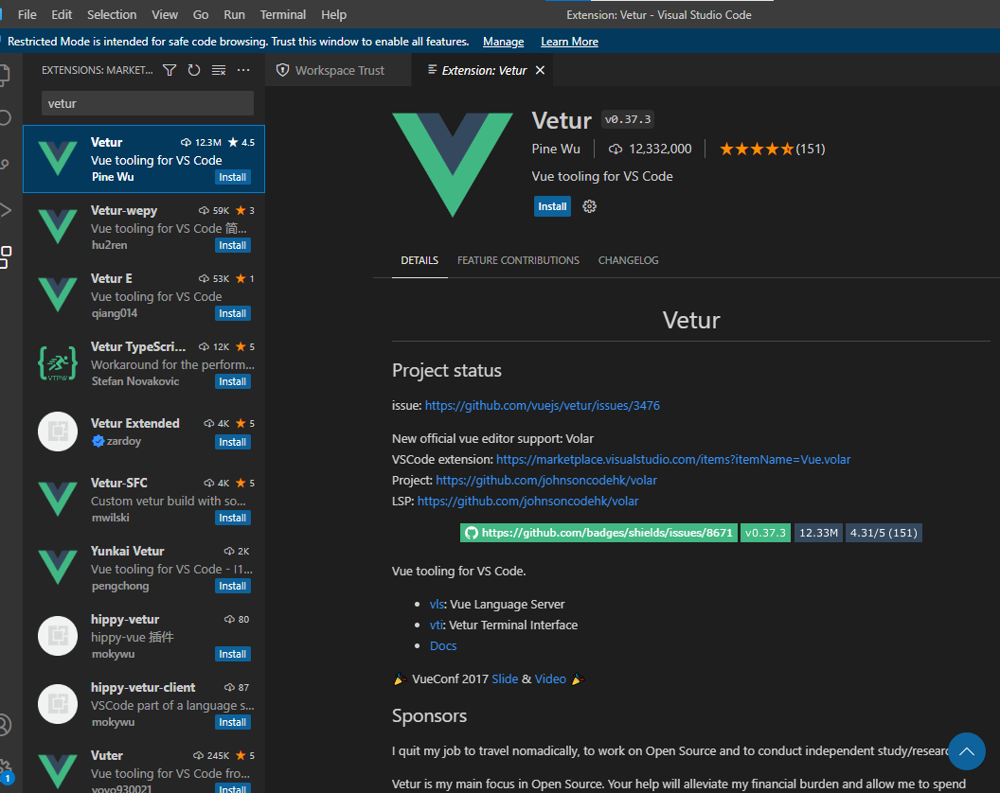 File Edit Selection View Go Run Terminal Help
Extension: Vetur - Visual Studio Code
Restricted Mode is intended for safe code browsing. Trust this window to enable all features. Manage Learn More
EXTENSIONS: MARKET...
vetur
Vetur 12.3M 4.5
Vue tooling for VS Code
Pine Wu Install
Vetur-wepy 59K 3
Vue tooling for VS Code 简...
hu2ren Install
Vetur E 53K 1
Vue tooling for VS Code
qiang014 Install
Vetur TypeScri... 12K 5
Workaround for the perform...
Stefan Novakovic Install
VTPW
Vetur Extended 4K 5
zardoy Install
Vetur-SFC 4K 5
Custom vetur build with so...
mwilski Install
Yunkai Vetur 2K
Vue tooling for VS Code - I1...
pengchong Install
hippy-vetur 80
hippy-vue 插件
mokywu Install
hippy-vetur-client 87
VSCode part of a language s...
mokywu Install
Vuter 245K 5
Vue tooling for VS Code fro...
yoyo930021 Install
1
Workspace Trust
Extension: Vetur
Vetur v0.37.3
Pine Wu 12,332,000 (151)
Vue tooling for VS Code
Install
DETAILS FEATURE CONTRIBUTIONS CHANGELOG
Vetur
Project status
issue: https://github.com/vuejs/vetur/issues/3476
New official vue editor support: Volar
VSCode extension: https://marketplace.visualstudio.com/items?itemName=Vue.volar
Project: https://github.com/johnsoncodehk/volar
LSP: https://github.com/johnsoncodehk/volar
https://github.com/badges/shields/issues/8671 v0.37.3 12.33M 4.31/5 (151)
Vue tooling for VS Code.
vls: Vue Language Server
vti: Vetur Terminal Interface
Docs
🎉 VueConf 2017 Slide & Video 🎉
Sponsors
I quit my job to travel nomadically, to work on Open Source and to conduct independent study/researc
Vetur is my main focus in Open Source. Your help will alleviate my financial burden and allow me to spend